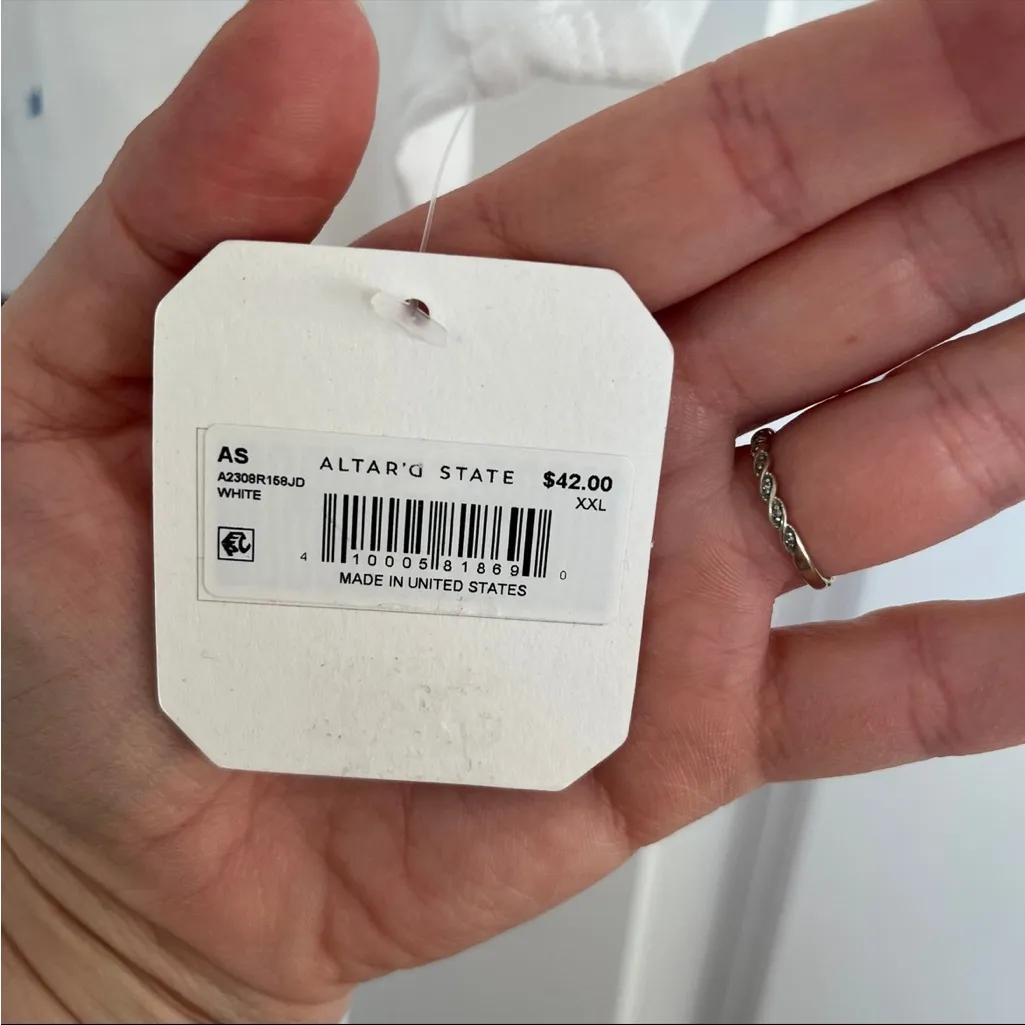 AS
ALTAR'D STATE
$42.00
A2308R158JD
XXL
WHITE
4 10005 81869 0
MADE IN UNITED STATES